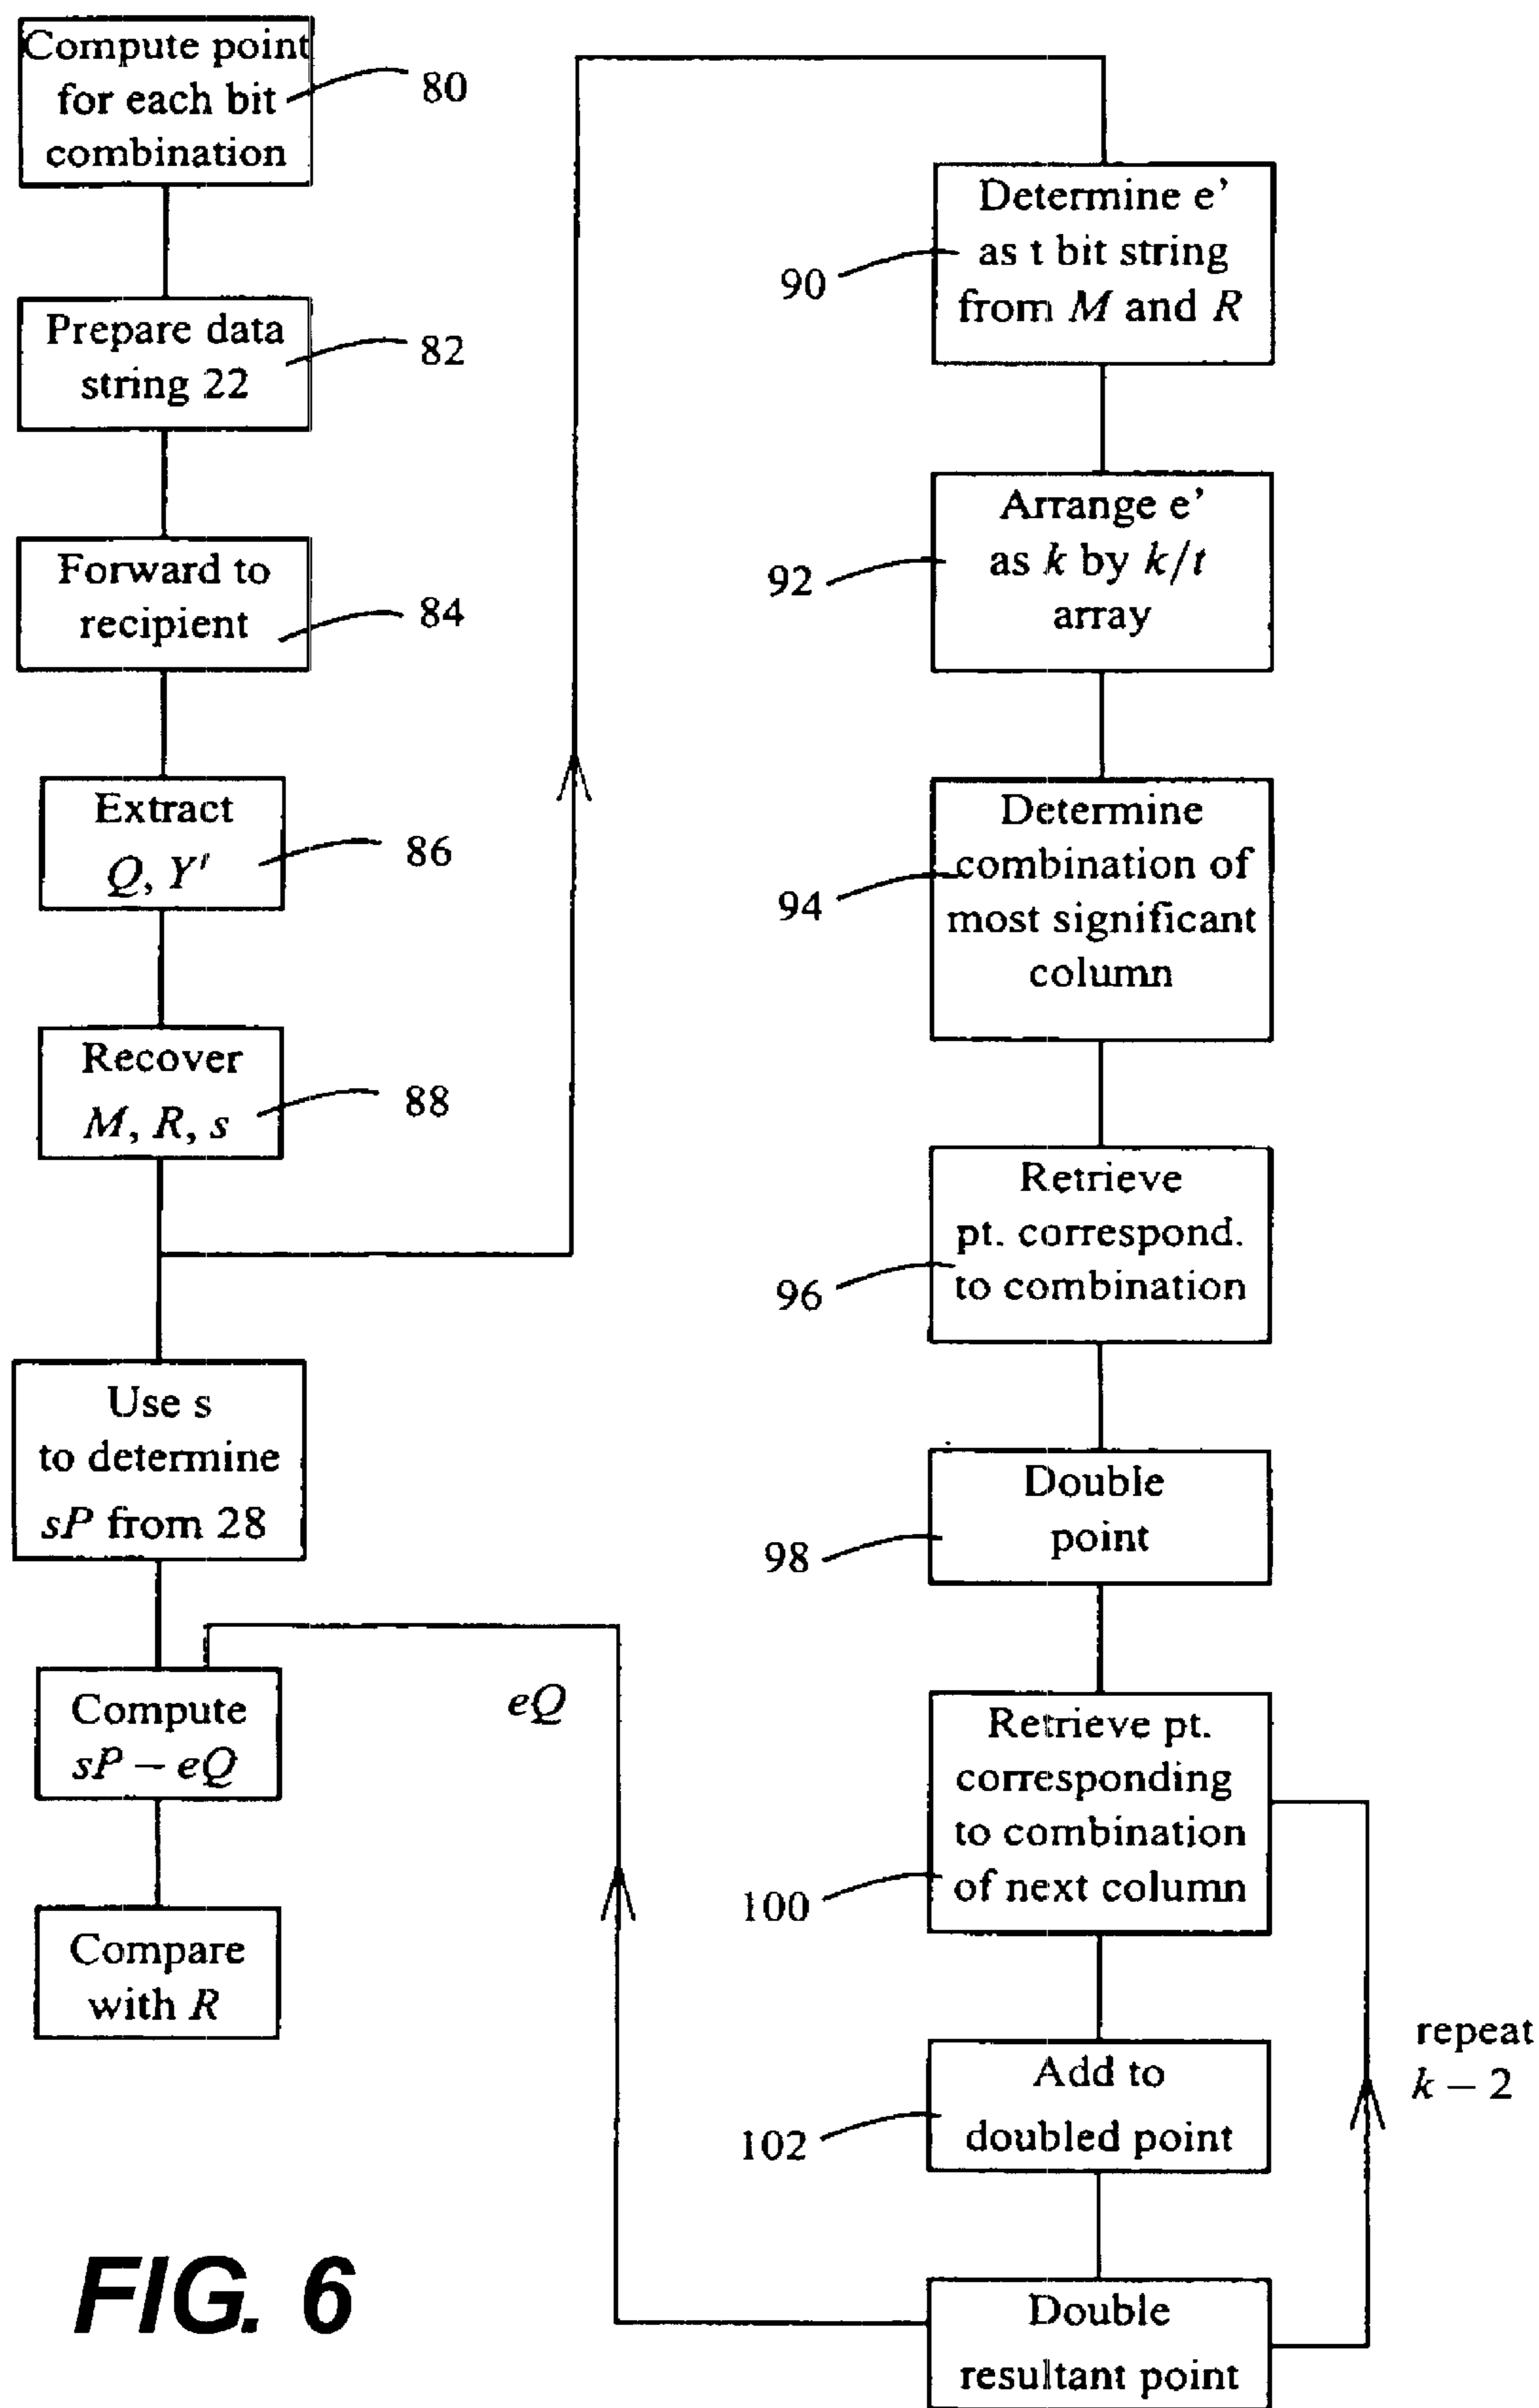 Compute point
for each bit
combination
80
Prepare data
string 22
82
Forward to
recipient
84
Extract
Q, Y'
86
Recover
M, R, s
88
Use s
to determine
sP from 28
Compute
sP – eQ
Compare
with R
eQ
Determine e'
as t bit string
from M and R
90
Arrange e'
as k by k/t
array
92
Determine
combination of
most significant
column
94
Retrieve
pt. correspond.
to combination
96
Double
point
98
Retrieve pt.
corresponding
to combination
of next column
100
Add to
doubled point
102
Double
resultant point
repeat
k – 2
FIG. 6